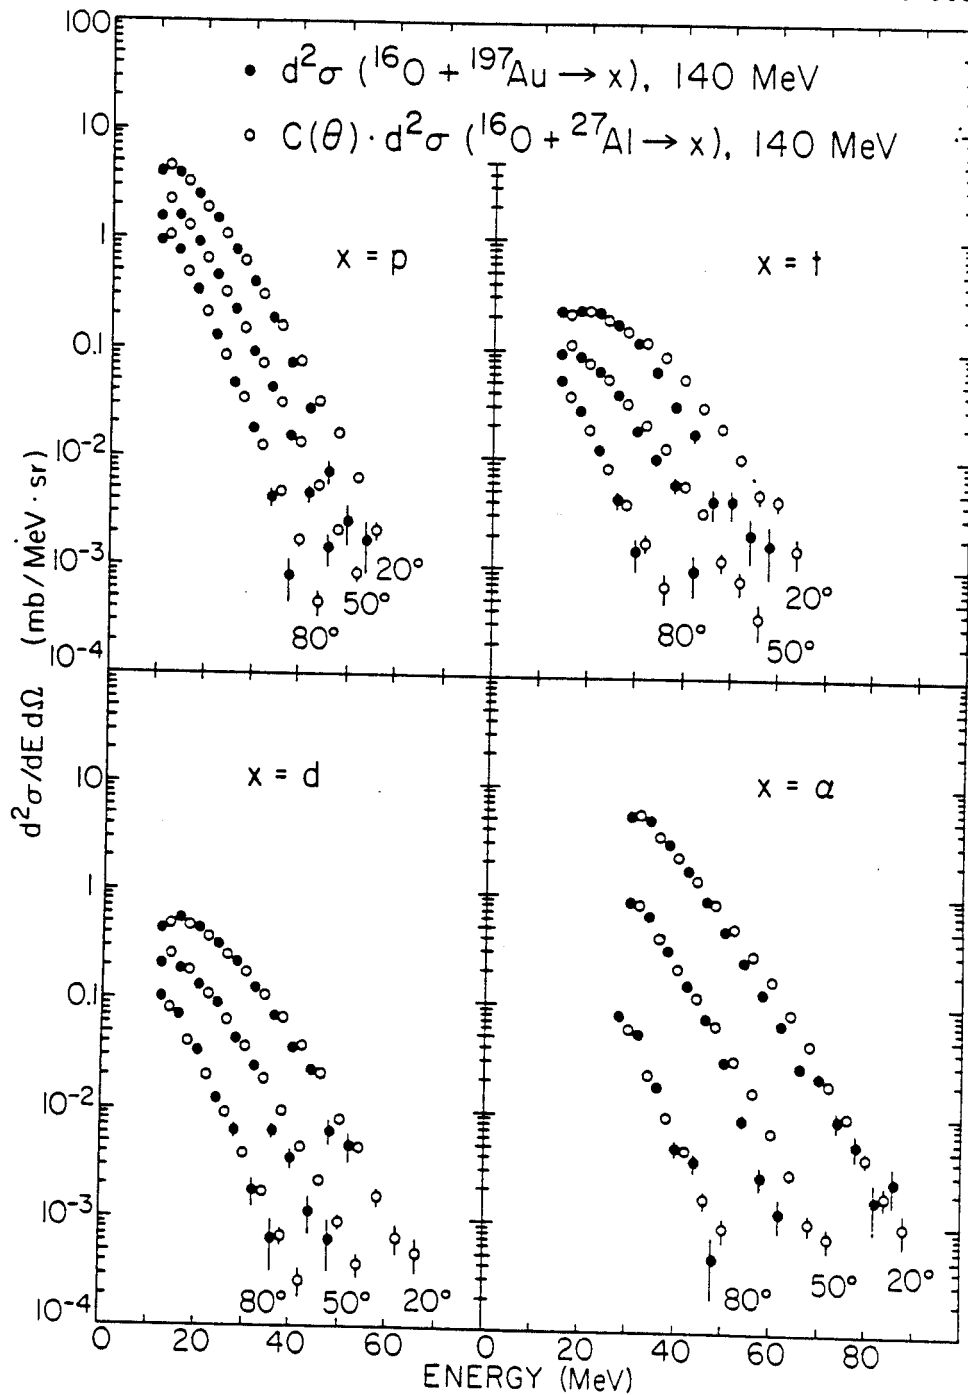 100
● d²σ (¹⁶O + ¹⁹⁷Au → x), 140 MeV
○ C(θ) · d²σ (¹⁶O + ²⁷Al → x), 140 MeV
10
1
0.1
10⁻²
10⁻³
10⁻⁴
x = p
20°
50°
80°
x = t
20°
80°
50°
d²σ/dE dΩ (mb/MeV · sr)
10
1
0.1
10⁻²
10⁻³
10⁻⁴
x = d
80° 50° 20°
x = α
80° 50° 20°
0 20 40 60 0 20 40 60 80
ENERGY (MeV)